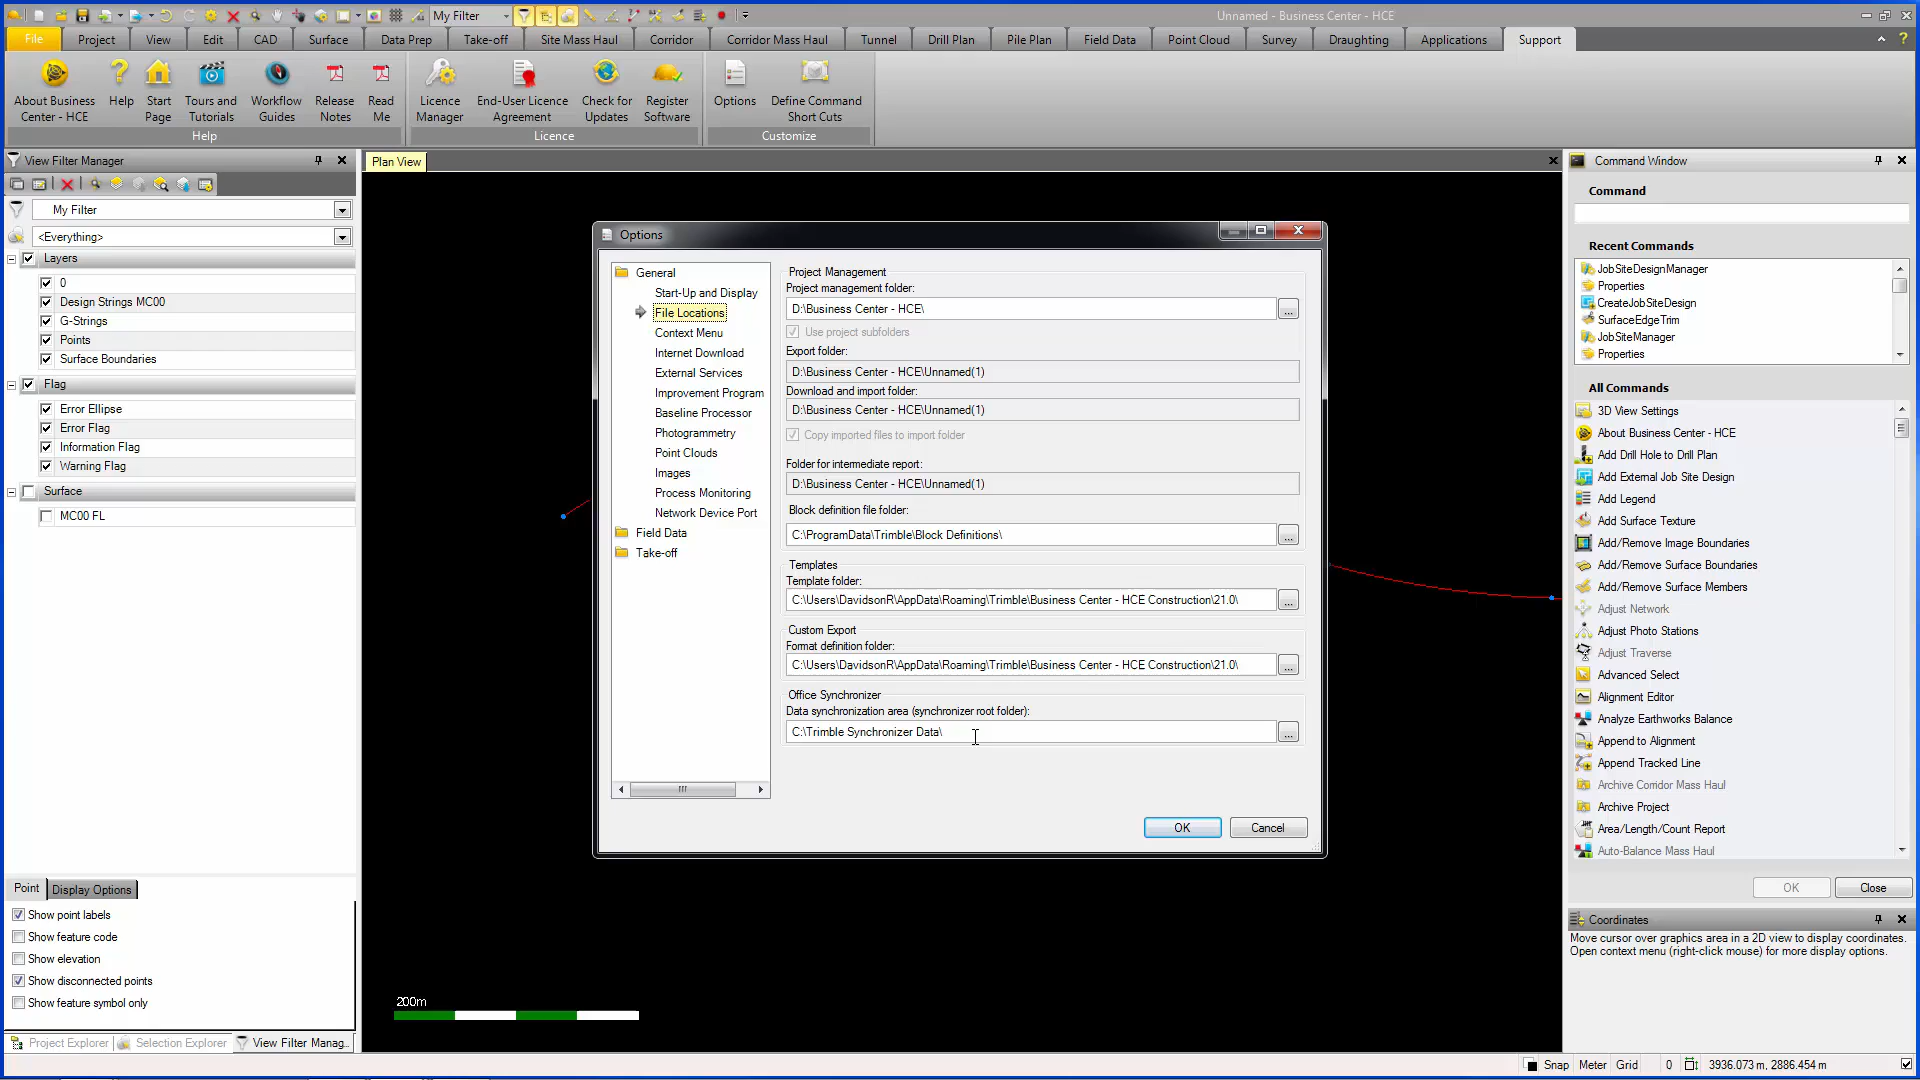 My Filter
Unnamed - Business Center - HCE
File
Project
View
Edit
CAD
Surface
Data Prep
Take-off
Site Mass Haul
Corridor
Corridor Mass Haul
Tunnel
Drill Plan
Pile Plan
Field Data
Point Cloud
Survey
Draughting
Applications
Support
About Business
Center - HCE
Help
Start
Page
Tours and
Tutorials
Workflow
Guides
Release
Notes
Read
Me
Licence
Manager
End-User Licence
Agreement
Check for
Updates
Register
Software
Options
Define Command
Short Cuts
Help
Licence
Customize
View Filter Manager
My Filter
<Everything>
Layers
0
Design Strings MC00
G-Strings
Points
Surface Boundaries
Flag
Error Ellipse
Error Flag
Information Flag
Warning Flag
Surface
MC00 FL
Point
Display Options
Show point labels
Show feature code
Show elevation
Show disconnected points
Show feature symbol only
Project Explorer
Selection Explorer
View Filter Manag...
Plan View
200m
Options
General
Start-Up and Display
File Locations
Context Menu
Internet Download
External Services
Improvement Program
Baseline Processor
Photogrammetry
Point Clouds
Images
Process Monitoring
Network Device Port
Field Data
Take-off
Project Management
Project management folder:
D:\Business Center - HCE\
...
Use project subfolders
Export folder:
D:\Business Center - HCE\Unnamed(1)
Download and import folder:
D:\Business Center - HCE\Unnamed(1)
Copy imported files to import folder
Folder for intermediate report:
D:\Business Center - HCE\Unnamed(1)
Block definition file folder:
C:\ProgramData\Trimble\Block Definitions\
...
Templates
Template folder:
C:\Users\DavidsonR\AppData\Roaming\Trimble\Business Center - HCE Construction\21.0\
...
Custom Export
Format definition folder:
C:\Users\DavidsonR\AppData\Roaming\Trimble\Business Center - HCE Construction\21.0\
...
Office Synchronizer
Data synchronization area (synchronizer root folder):
C:\Trimble Synchronizer Data\
...
OK
Cancel
Command Window
Command
Recent Commands
JobSiteDesignManager
Properties
CreateJobSiteDesign
SurfaceEdgeTrim
JobSiteManager
Properties
All Commands
3D View Settings
About Business Center - HCE
Add Drill Hole to Drill Plan
Add External Job Site Design
Add Legend
Add Surface Texture
Add/Remove Image Boundaries
Add/Remove Surface Boundaries
Add/Remove Surface Members
Adjust Network
Adjust Photo Stations
Adjust Traverse
Advanced Select
Alignment Editor
Analyze Earthworks Balance
Append to Alignment
Append Tracked Line
Archive Corridor Mass Haul
Archive Project
Area/Length/Count Report
Auto-Balance Mass Haul
OK
Close
Coordinates
Move cursor over graphics area in a 2D view to display coordinates.
Open context menu (right-click mouse) for more display options.
Snap
Meter
Grid
0
3936.073 m, 2886.454 m